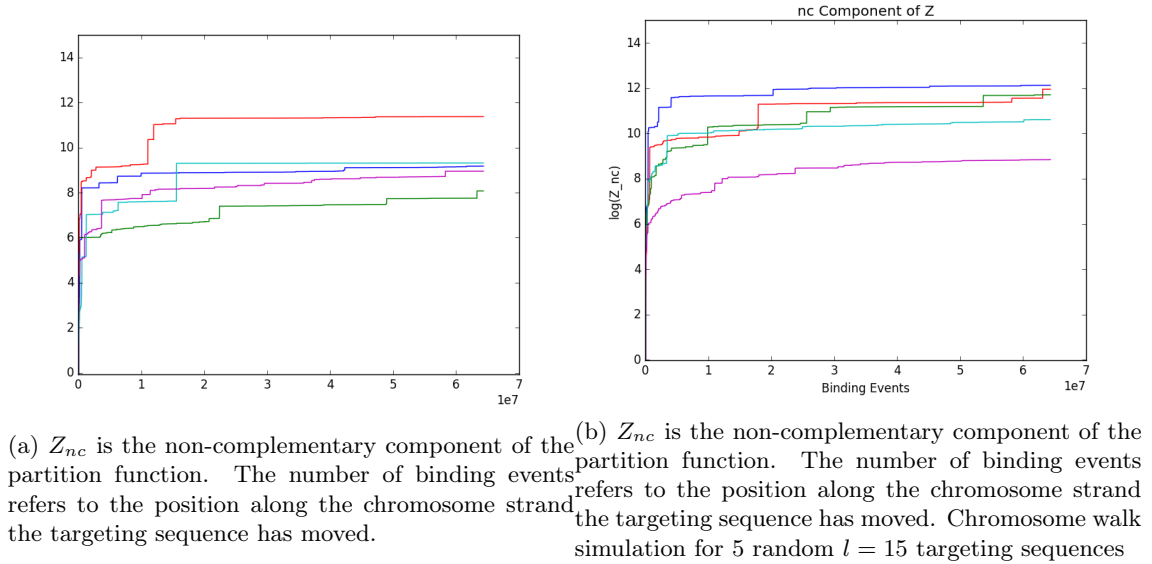 nc Component of Z
14
12
10
8
6
4
2
0
0 1 2 3 4 5 6 7
1e7
log(Z_nc)
14
12
10
8
6
4
2
0
0 1 2 3 4 5 6 7
Binding Events
1e7
(a) Z_nc is the non-complementary component of the
partition function. The number of binding events
refers to the position along the chromosome strand
the targeting sequence has moved.
(b) Z_nc is the non-complementary component of the
partition function. The number of binding events
refers to the position along the chromosome strand
the targeting sequence has moved. Chromosome walk
simulation for 5 random l = 15 targeting sequences